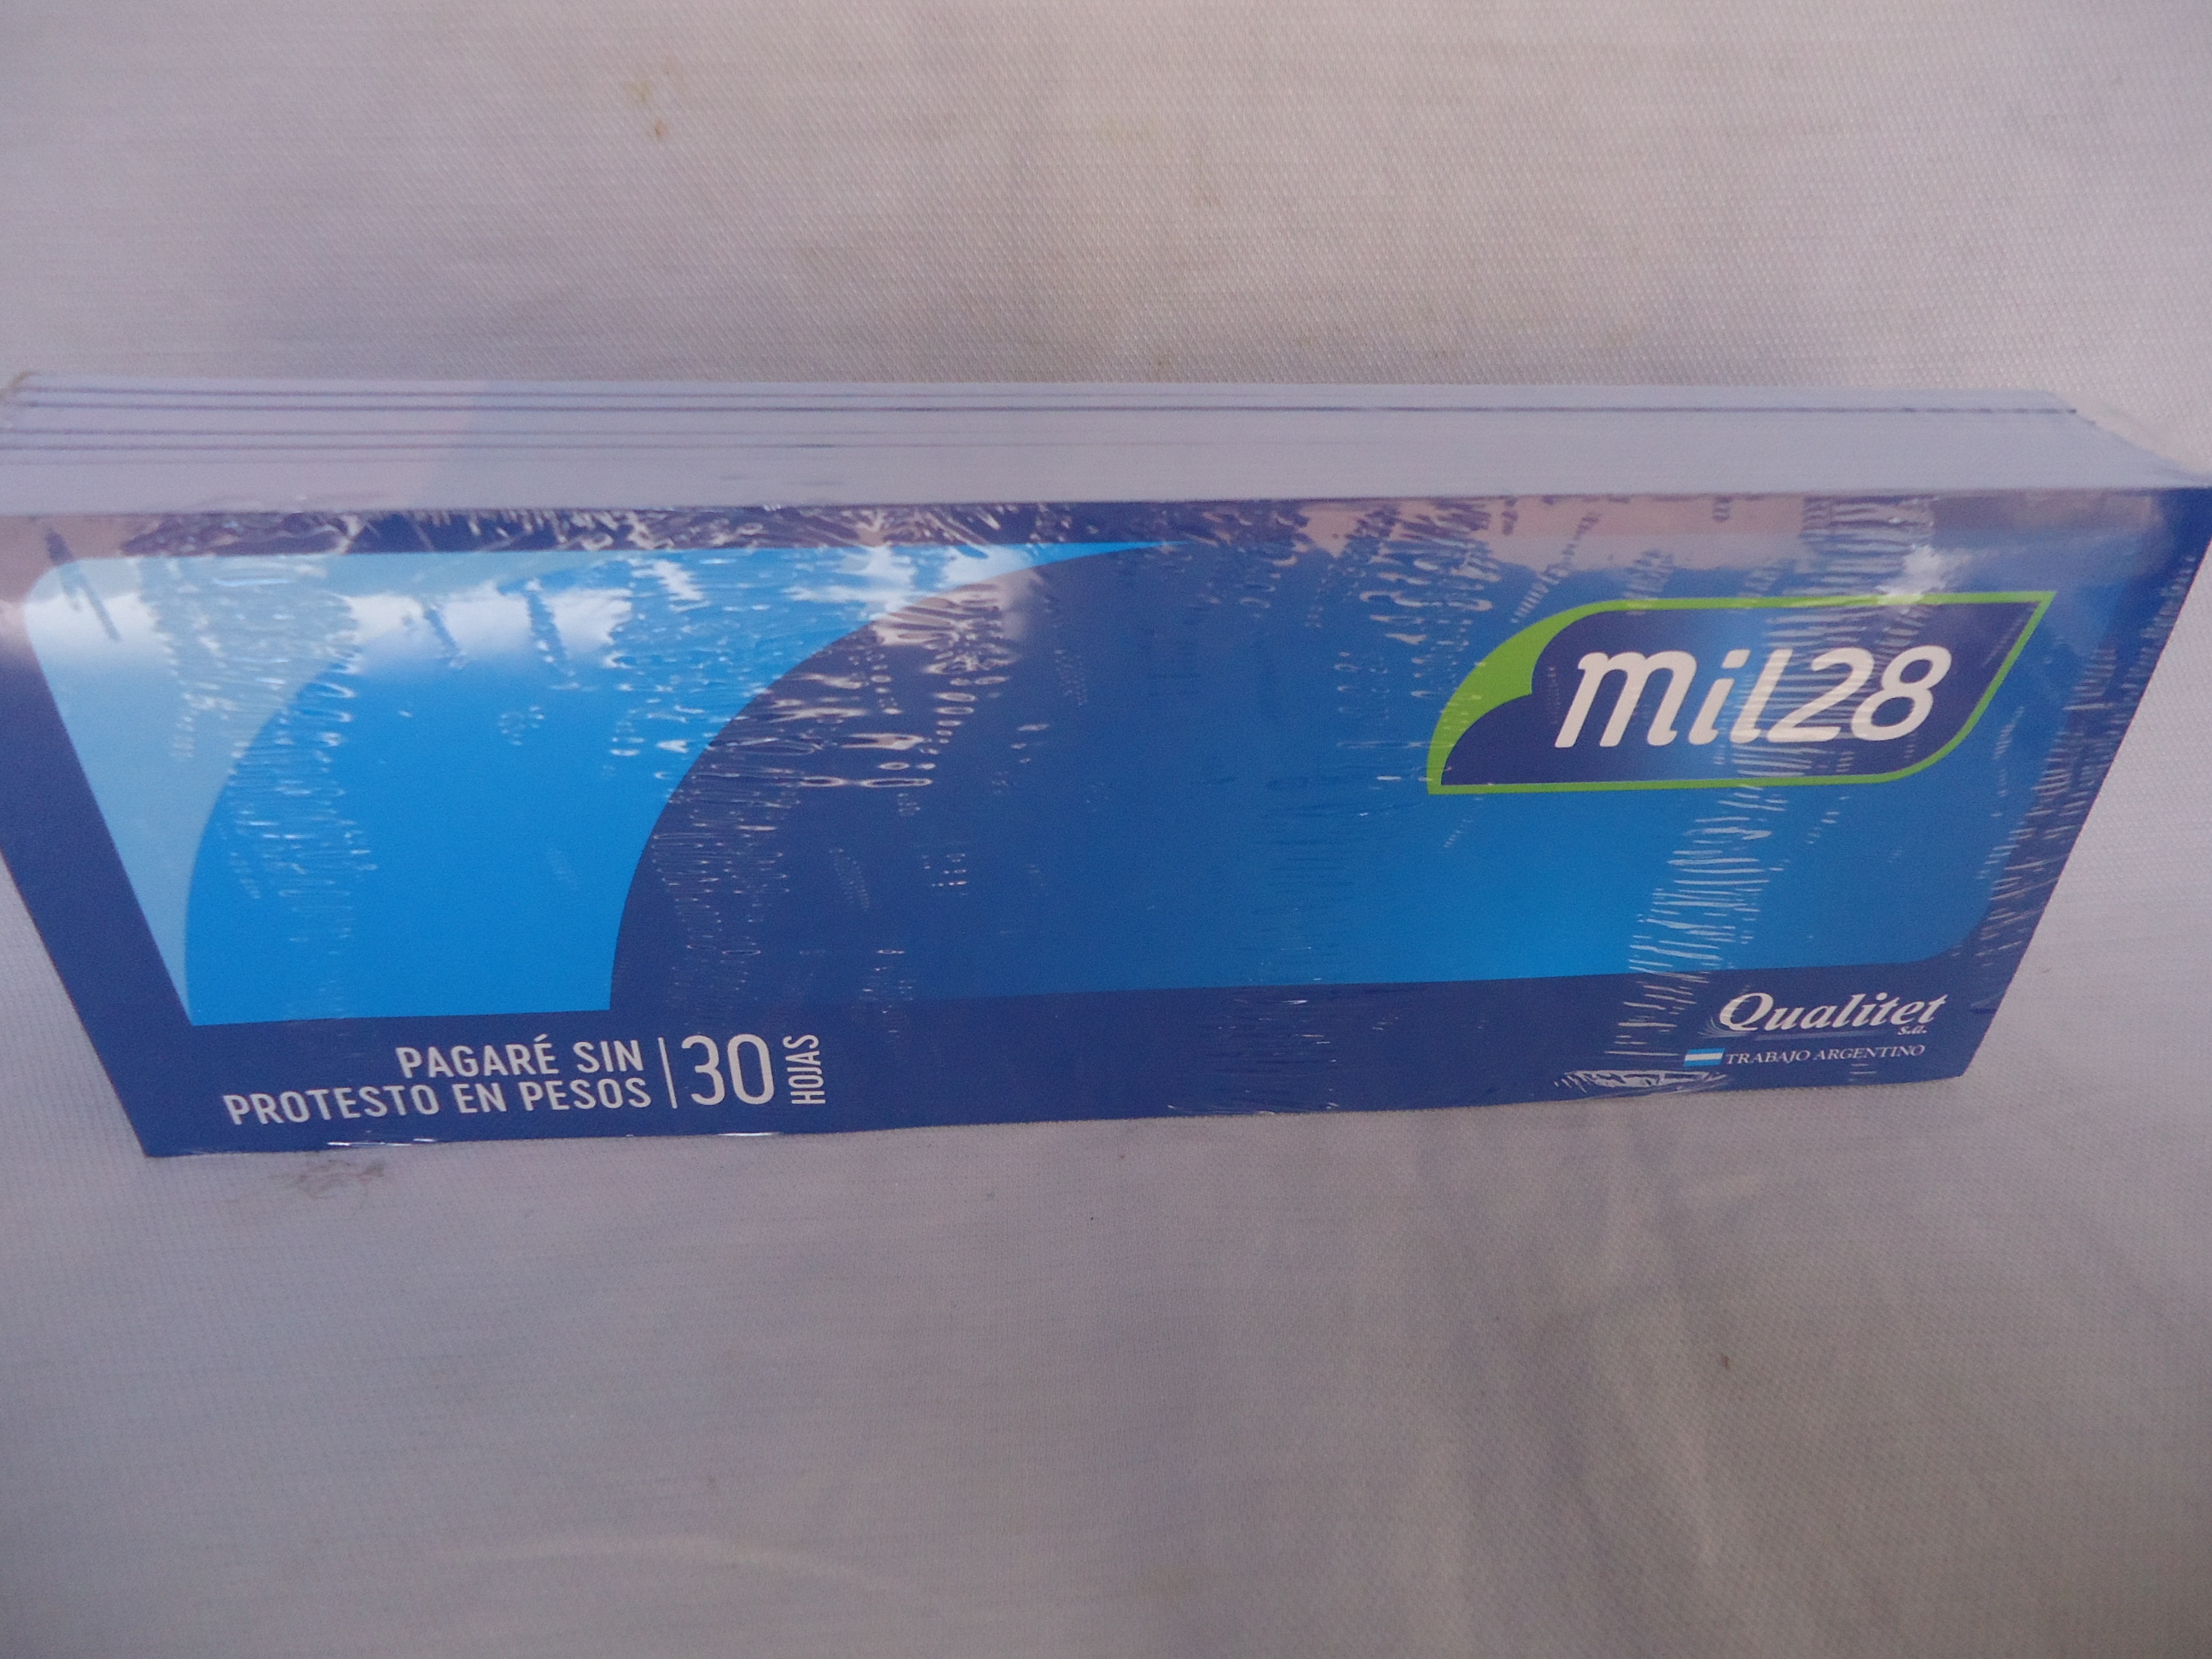 mil28
PAGARÉ SIN
PROTESTO EN PESOS
30
HOJAS
Qualitet
s.a.
TRABAJO ARGENTINO